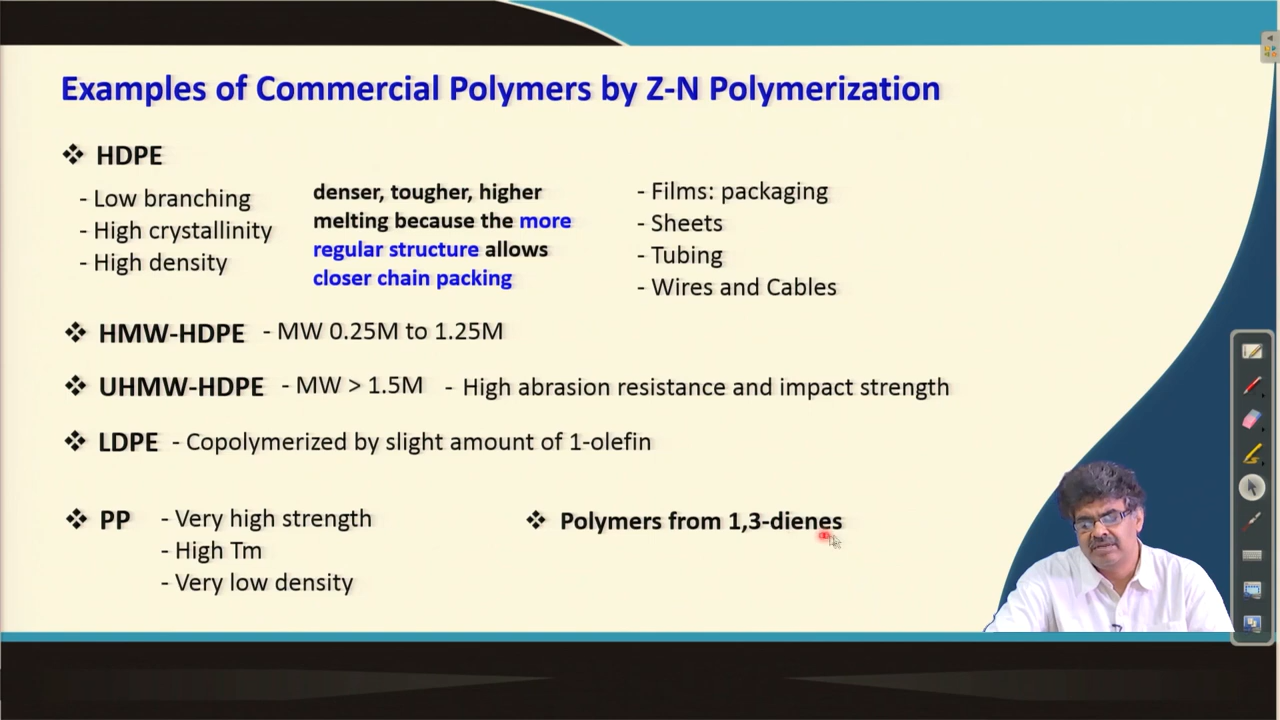 Examples of Commercial Polymers by Z-N Polymerization
❖ HDPE
- Low branching
- High crystallinity
- High density
denser, tougher, higher
melting because the more
regular structure allows
closer chain packing
- Films: packaging
- Sheets
- Tubing
- Wires and Cables
❖ HMW-HDPE - MW 0.25M to 1.25M
❖ UHMW-HDPE - MW > 1.5M - High abrasion resistance and impact strength
❖ LDPE - Copolymerized by slight amount of 1-olefin
❖ PP - Very high strength
- High Tm
- Very low density
❖ Polymers from 1,3-dienes